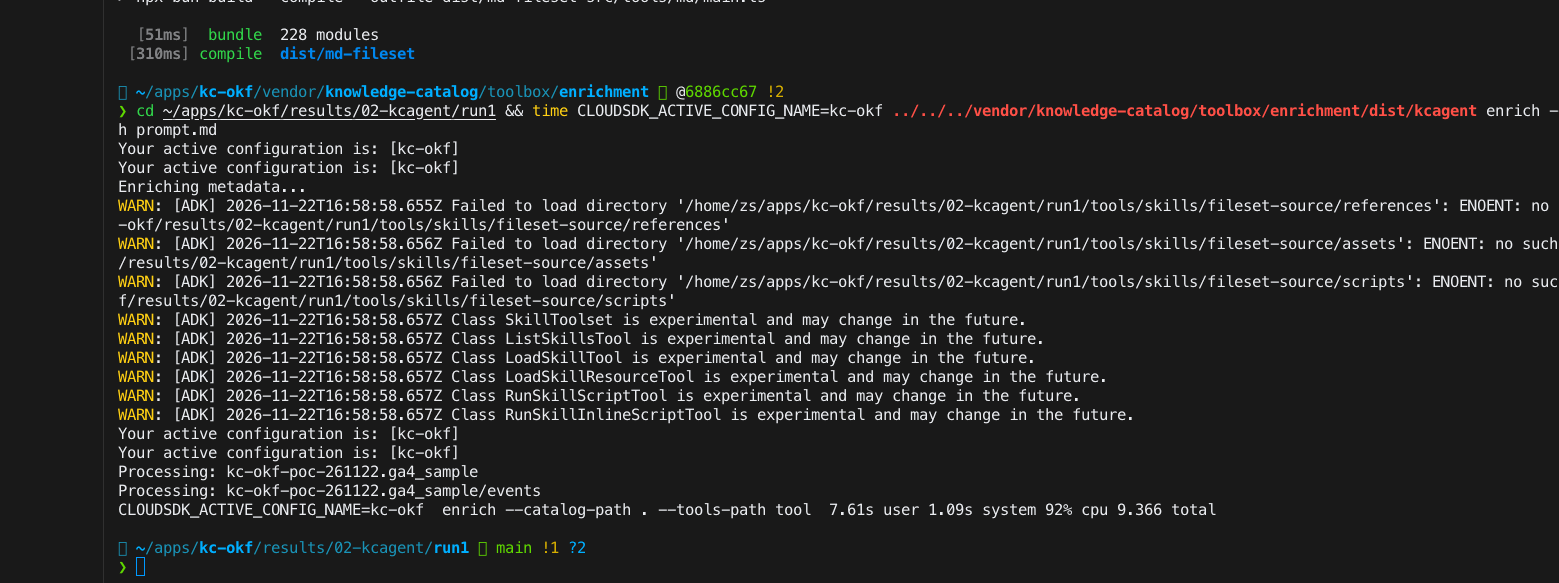 [51ms]  bundle  228 modules
[310ms] compile  dist/md-fileset
~/apps/kc-okf/vendor/knowledge-catalog/toolbox/enrichment @6886cc67 !2
❯ cd ~/apps/kc-okf/results/02-kcagent/run1 && time CLOUDSDK_ACTIVE_CONFIG_NAME=kc-okf ../../../vendor/knowledge-catalog/toolbox/enrichment/dist/kcagent enrich -
h prompt.md
Your active configuration is: [kc-okf]
Your active configuration is: [kc-okf]
Enriching metadata...
WARN: [ADK] 2026-11-22T16:58:58.655Z Failed to load directory '/home/zs/apps/kc-okf/results/02-kcagent/run1/tools/skills/fileset-source/references': ENOENT: no
-okf/results/02-kcagent/run1/tools/skills/fileset-source/references'
WARN: [ADK] 2026-11-22T16:58:58.656Z Failed to load directory '/home/zs/apps/kc-okf/results/02-kcagent/run1/tools/skills/fileset-source/assets': ENOENT: no such
/results/02-kcagent/run1/tools/skills/fileset-source/assets'
WARN: [ADK] 2026-11-22T16:58:58.656Z Failed to load directory '/home/zs/apps/kc-okf/results/02-kcagent/run1/tools/skills/fileset-source/scripts': ENOENT: no suc
f/results/02-kcagent/run1/tools/skills/fileset-source/scripts'
WARN: [ADK] 2026-11-22T16:58:58.657Z Class SkillToolset is experimental and may change in the future.
WARN: [ADK] 2026-11-22T16:58:58.657Z Class ListSkillsTool is experimental and may change in the future.
WARN: [ADK] 2026-11-22T16:58:58.657Z Class LoadSkillTool is experimental and may change in the future.
WARN: [ADK] 2026-11-22T16:58:58.657Z Class LoadSkillResourceTool is experimental and may change in the future.
WARN: [ADK] 2026-11-22T16:58:58.657Z Class RunSkillScriptTool is experimental and may change in the future.
WARN: [ADK] 2026-11-22T16:58:58.657Z Class RunSkillInlineScriptTool is experimental and may change in the future.
Your active configuration is: [kc-okf]
Your active configuration is: [kc-okf]
Processing: kc-okf-poc-261122.ga4_sample
Processing: kc-okf-poc-261122.ga4_sample/events
CLOUDSDK_ACTIVE_CONFIG_NAME=kc-okf  enrich --catalog-path . --tools-path tool  7.61s user 1.09s system 92% cpu 9.366 total
~/apps/kc-okf/results/02-kcagent/run1 main !1 ?2
❯